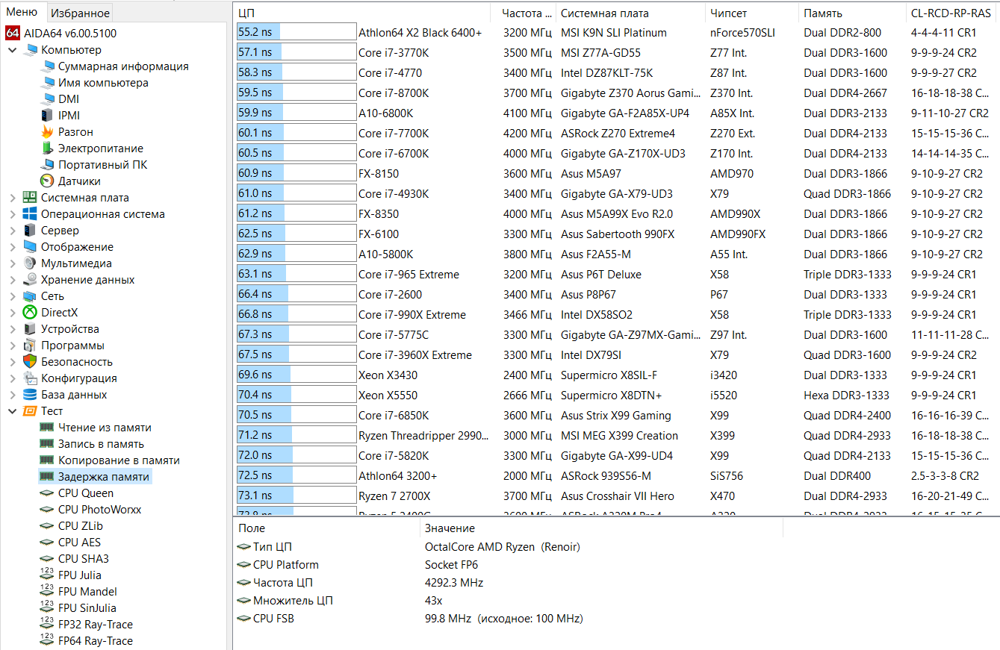 Меню
Избранное
AIDA64 v6.00.5100
Компьютер
Суммарная информация
Имя компьютера
DMI
IPMI
Разгон
Электропитание
Портативный ПК
Датчики
Системная плата
Операционная система
Сервер
Отображение
Мультимедиа
Хранение данных
Сеть
DirectX
Устройства
Программы
Безопасность
Конфигурация
База данных
Тест
Чтение из памяти
Запись в память
Копирование в памяти
Задержка памяти
CPU Queen
CPU PhotoWorxx
CPU ZLib
CPU AES
CPU SHA3
FPU Julia
FPU Mandel
FPU SinJulia
FP32 Ray-Trace
FP64 Ray-Trace
ЦП Частота ... Системная плата Чипсет Память CL-RCD-RP-RAS
55.2 ns Athlon64 X2 Black 6400+ 3200 МГц MSI K9N SLI Platinum nForce570SLI Dual DDR2-800 4-4-4-11 CR1
57.1 ns Core i7-3770K 3500 МГц MSI Z77A-GD55 Z77 Int. Dual DDR3-1600 9-9-9-24 CR2
58.3 ns Core i7-4770 3400 МГц Intel DZ87KLT-75K Z87 Int. Dual DDR3-1600 9-9-9-27 CR2
59.5 ns Core i7-8700K 3700 МГц Gigabyte Z370 Aorus Gami... Z370 Int. Dual DDR4-2667 16-18-18-38 C...
59.9 ns A10-6800K 4100 МГц Gigabyte GA-F2A85X-UP4 A85X Int. Dual DDR3-2133 9-11-10-27 CR2
60.1 ns Core i7-7700K 4200 МГц ASRock Z270 Extreme4 Z270 Ext. Dual DDR4-2133 15-15-15-36 C...
60.5 ns Core i7-6700K 4000 МГц Gigabyte GA-Z170X-UD3 Z170 Int. Dual DDR4-2133 14-14-14-35 C...
60.9 ns FX-8150 3600 МГц Asus M5A97 AMD970 Dual DDR3-1866 9-10-9-27 CR2
61.0 ns Core i7-4930K 3400 МГц Gigabyte GA-X79-UD3 X79 Quad DDR3-1866 9-10-9-27 CR2
61.2 ns FX-8350 4000 МГц Asus M5A99X Evo R2.0 AMD990X Dual DDR3-1866 9-10-9-27 CR2
62.5 ns FX-6100 3300 МГц Asus Sabertooth 990FX AMD990FX Dual DDR3-1866 9-10-9-27 CR2
62.9 ns A10-5800K 3800 МГц Asus F2A55-M A55 Int. Dual DDR3-1866 9-10-9-27 CR2
63.1 ns Core i7-965 Extreme 3200 МГц Asus P6T Deluxe X58 Triple DDR3-1333 9-9-9-24 CR1
66.4 ns Core i7-2600 3400 МГц Asus P8P67 P67 Dual DDR3-1333 9-9-9-24 CR1
66.8 ns Core i7-990X Extreme 3466 МГц Intel DX58SO2 X58 Triple DDR3-1333 9-9-9-24 CR1
67.3 ns Core i7-5775C 3300 МГц Gigabyte GA-Z97MX-Gami... Z97 Int. Dual DDR3-1600 11-11-11-28 C...
67.5 ns Core i7-3960X Extreme 3300 МГц Intel DX79SI X79 Quad DDR3-1600 9-9-9-24 CR2
69.6 ns Xeon X3430 2400 МГц Supermicro X8SIL-F i3420 Dual DDR3-1333 9-9-9-24 CR1
70.4 ns Xeon X5550 2666 МГц Supermicro X8DTN+ i5520 Hexa DDR3-1333 9-9-9-24 CR1
70.5 ns Core i7-6850K 3600 МГц Asus Strix X99 Gaming X99 Quad DDR4-2400 16-16-16-39 C...
71.2 ns Ryzen Threadripper 2990... 3000 МГц MSI MEG X399 Creation X399 Quad DDR4-2933 16-18-18-38 C...
72.0 ns Core i7-5820K 3300 МГц Gigabyte GA-X99-UD4 X99 Quad DDR4-2133 15-15-15-36 C...
72.5 ns Athlon64 3200+ 2000 МГц ASRock 939S56-M SiS756 Dual DDR400 2.5-3-3-8 CR2
73.1 ns Ryzen 7 2700X 3700 МГц Asus Crosshair VII Hero X470 Dual DDR4-2933 16-20-21-49 C...
Поле Значение
Тип ЦП OctalCore AMD Ryzen (Renoir)
CPU Platform Socket FP6
Частота ЦП 4292.3 MHz
Множитель ЦП 43x
CPU FSB 99.8 MHz (исходное: 100 MHz)